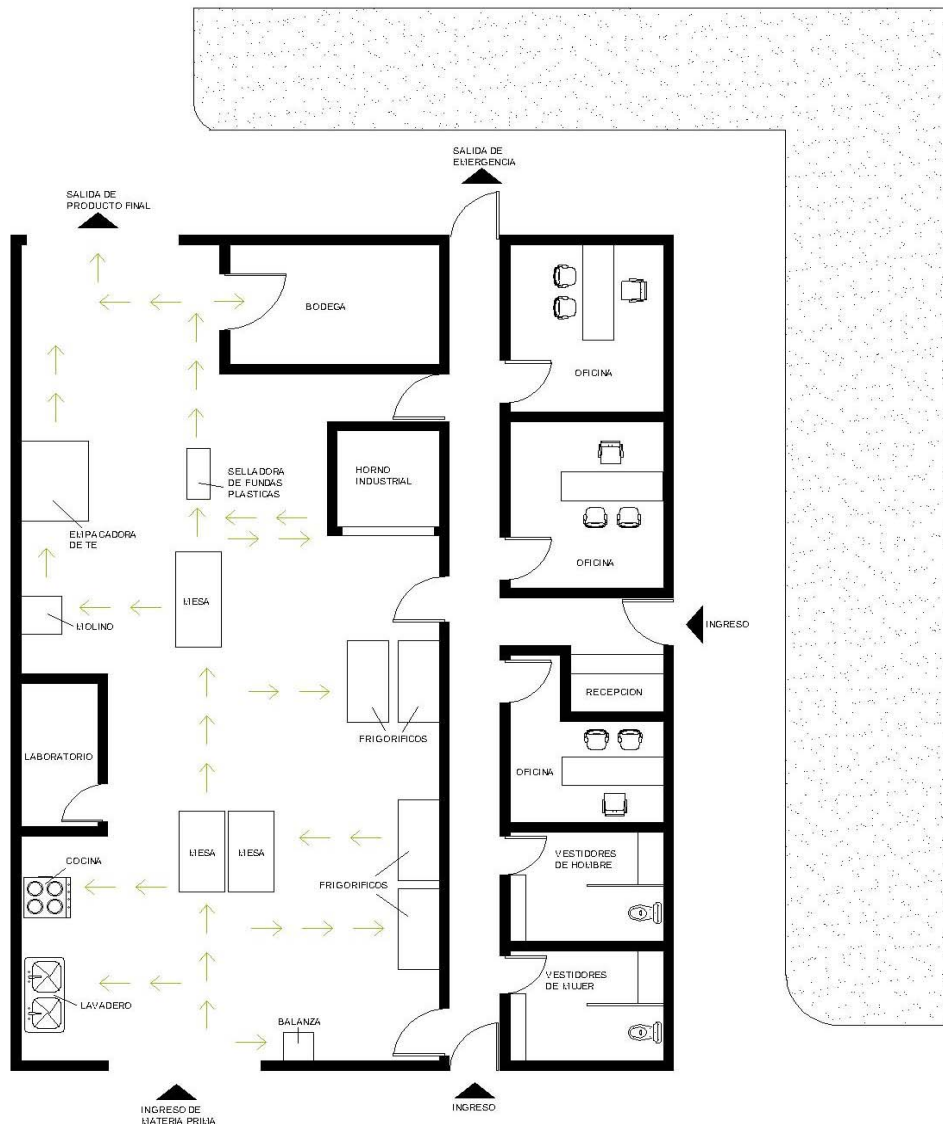 SALIDA DE
EMERGENCIA
SALIDA DE
PRODUCTO FINAL
BODEGA
OFICINA
HORNO
INDUSTRIAL
SELLADORA
DE FUNDAS
PLASTICAS
EMPACADORA
DE TE
OFICINA
MESA
MOLINO
INGRESO
RECEPCION
FRIGORIFICOS
LABORATORIO
OFICINA
MESA
MESA
COCINA
VESTIDORES
DE HOMBRE
FRIGORIFICOS
VESTIDORES
DE MUJER
LAVADERO
BALANZA
INGRESO DE
MATERIA PRIMA
INGRESO